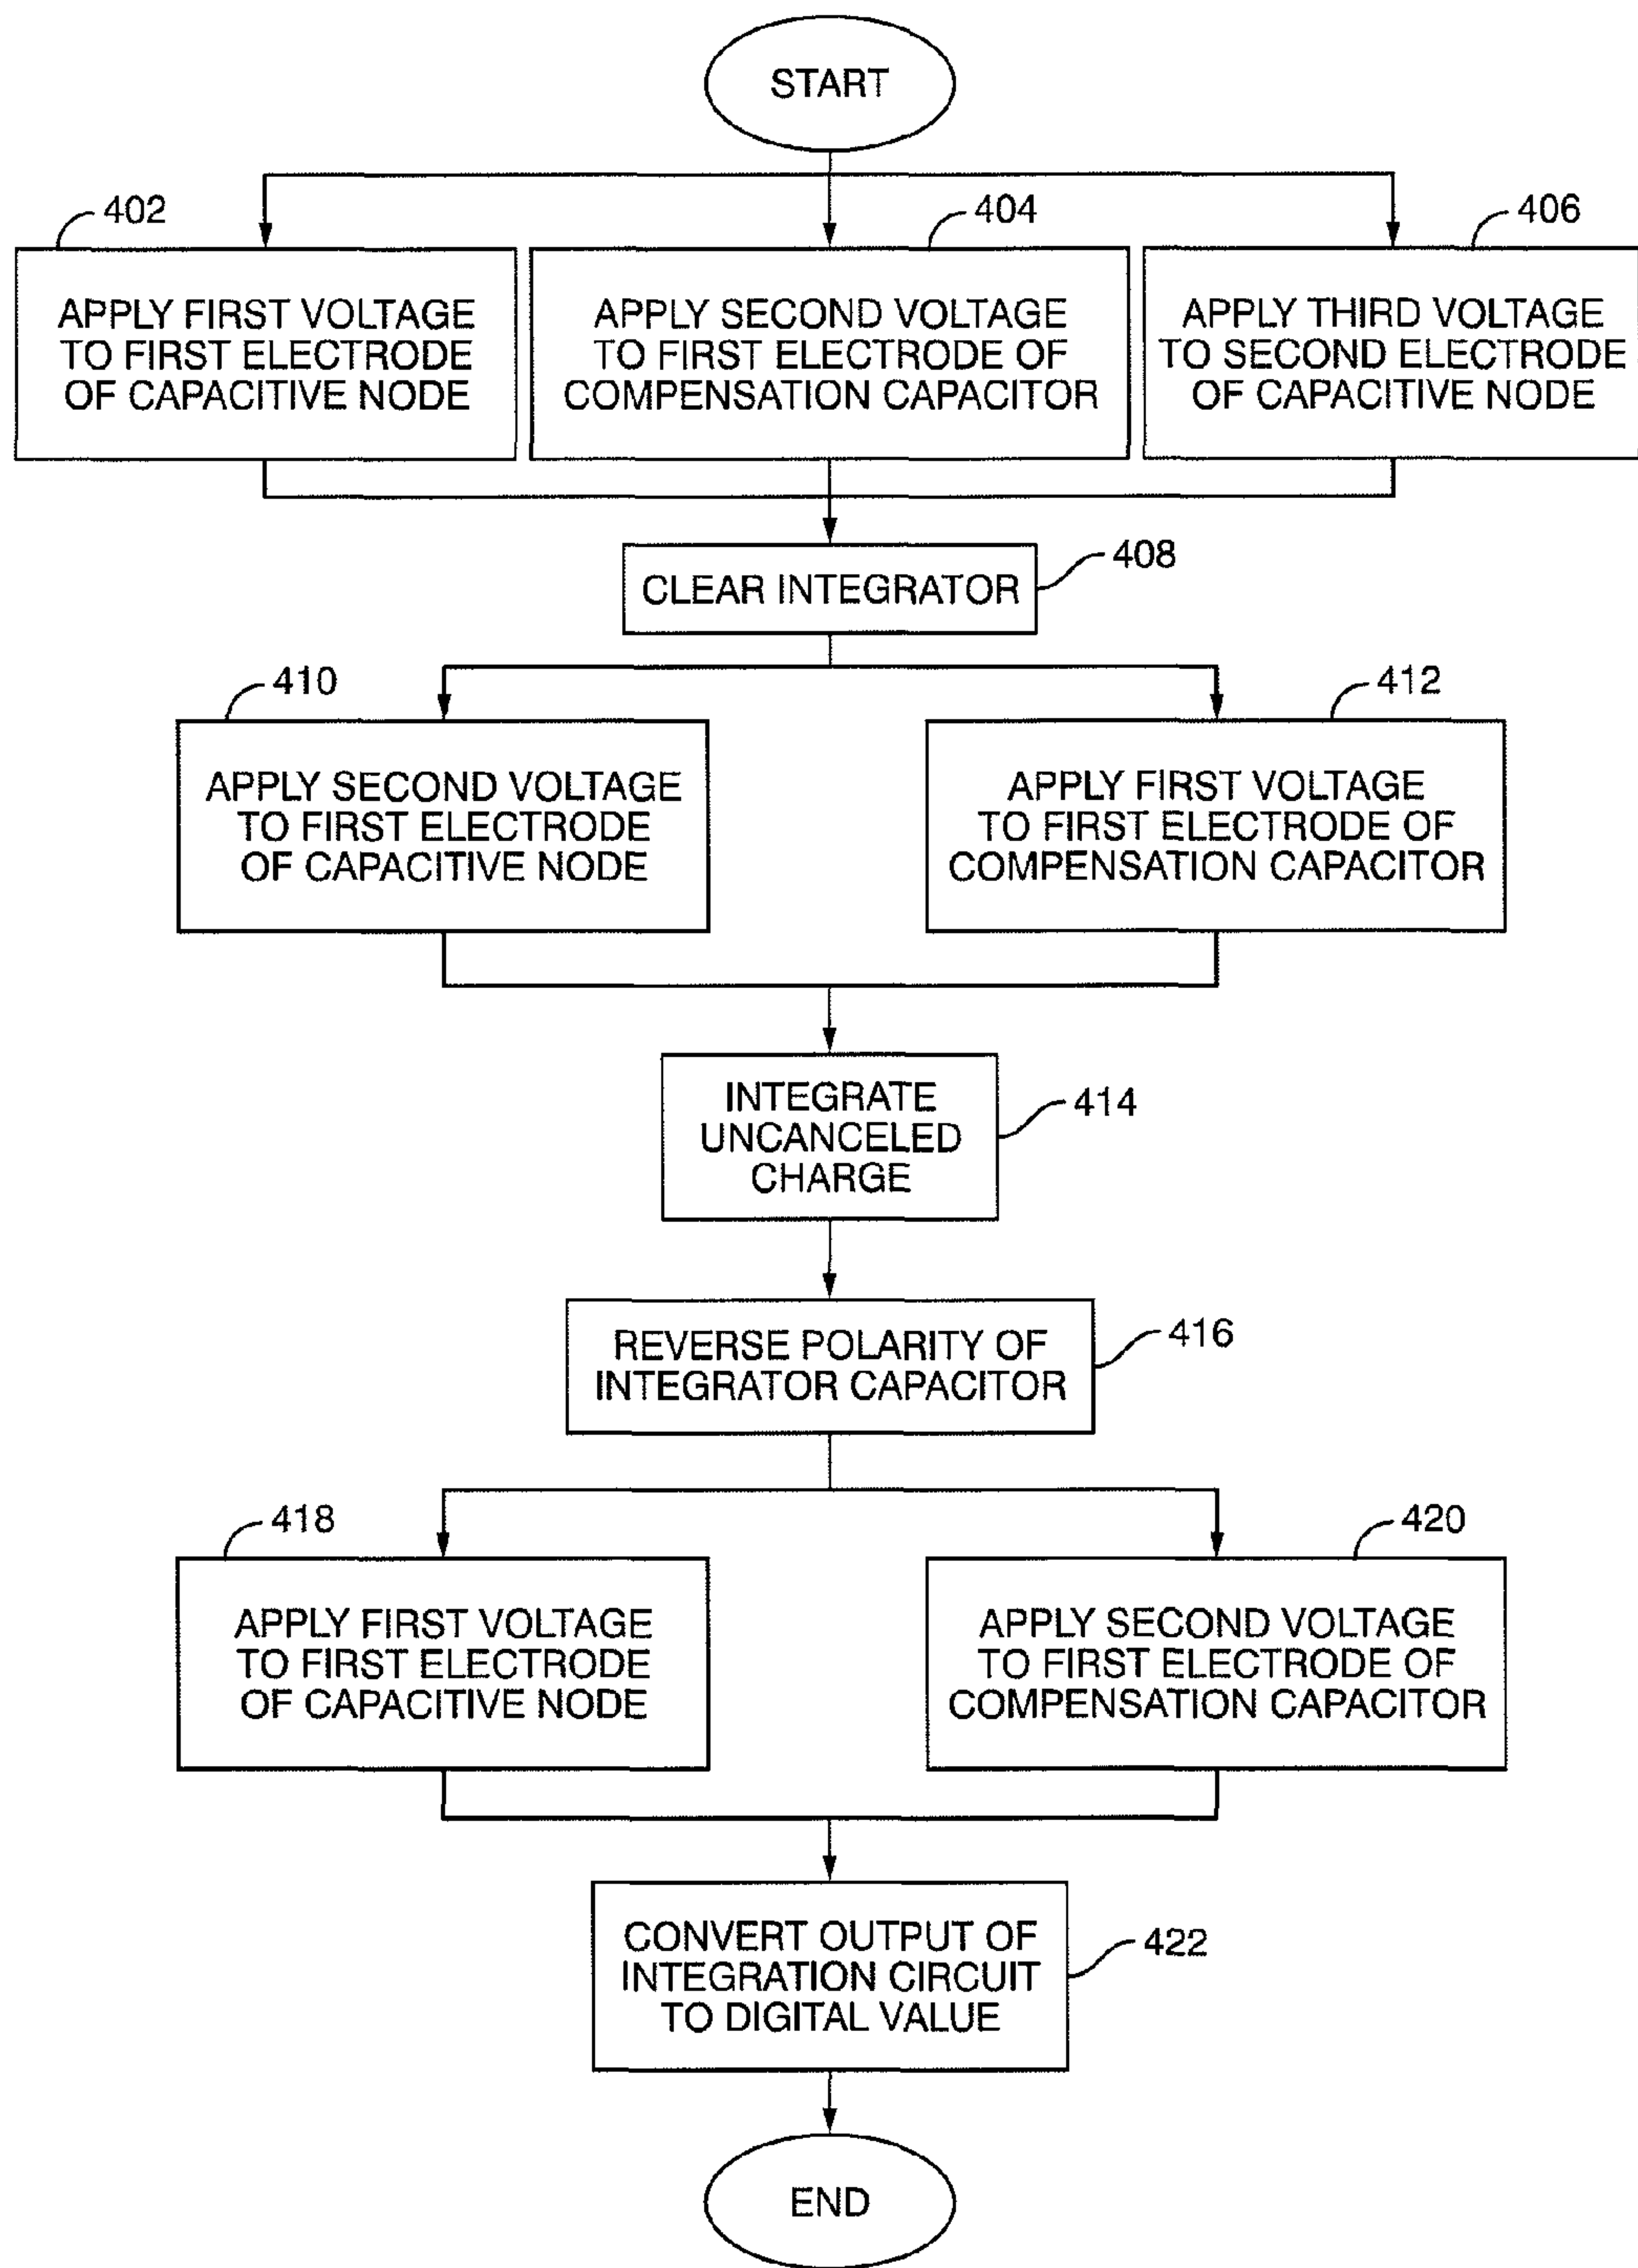 START
402
404
406
APPLY FIRST VOLTAGE
TO FIRST ELECTRODE
OF CAPACITIVE NODE
APPLY SECOND VOLTAGE
TO FIRST ELECTRODE OF
COMPENSATION CAPACITOR
APPLY THIRD VOLTAGE
TO SECOND ELECTRODE
OF CAPACITIVE NODE
408
CLEAR INTEGRATOR
410
412
APPLY SECOND VOLTAGE
TO FIRST ELECTRODE
OF CAPACITIVE NODE
APPLY FIRST VOLTAGE
TO FIRST ELECTRODE OF
COMPENSATION CAPACITOR
INTEGRATE
UNCANCELED
CHARGE
414
REVERSE POLARITY OF
INTEGRATOR CAPACITOR
416
418
420
APPLY FIRST VOLTAGE
TO FIRST ELECTRODE
OF CAPACITIVE NODE
APPLY SECOND VOLTAGE
TO FIRST ELECTRODE OF
COMPENSATION CAPACITOR
CONVERT OUTPUT OF
INTEGRATION CIRCUIT
TO DIGITAL VALUE
422
END